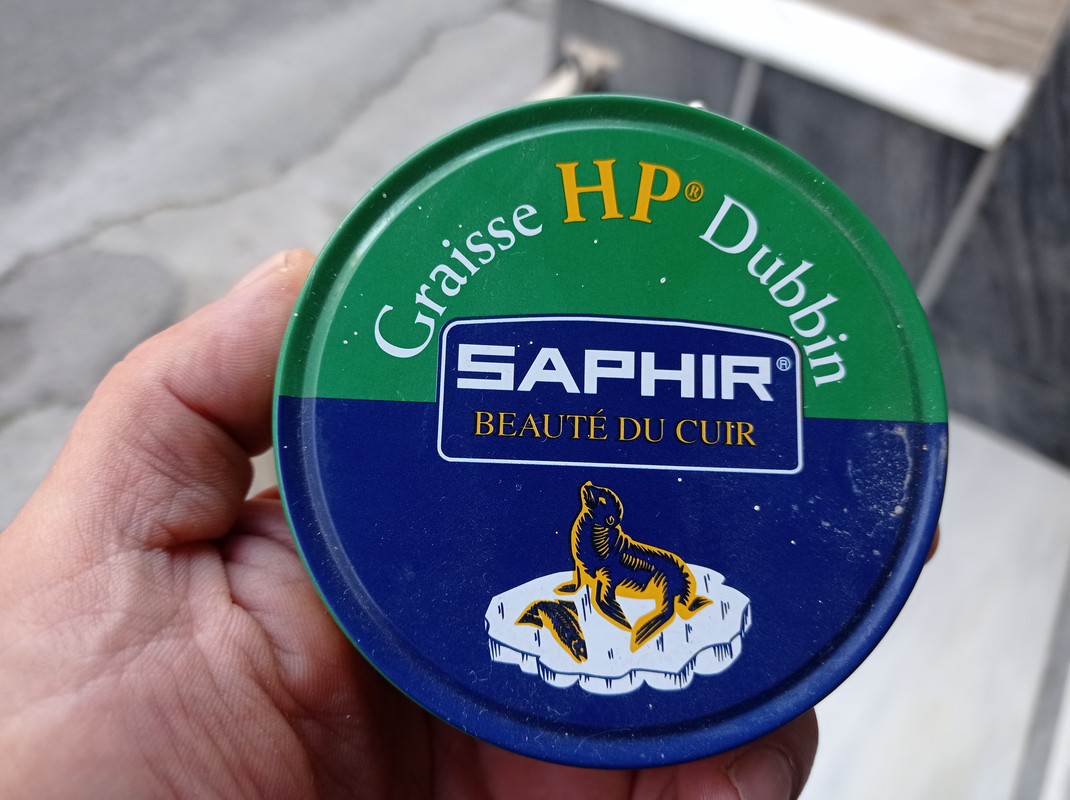 Graisse HP® Dubbin
SAPHIR®
BEAUTÉ DU CUIR